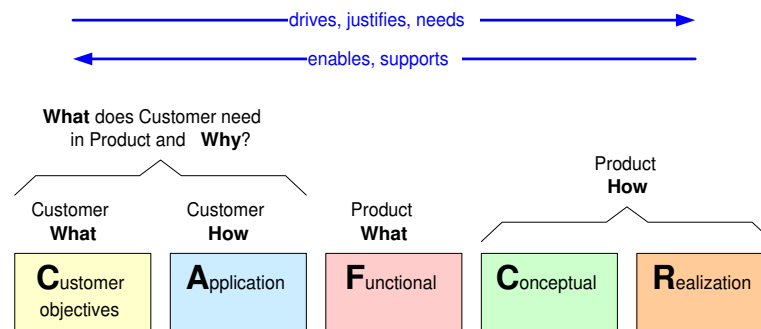 drives, justifies, needs
enables, supports
What does Customer need
in Product and Why?
Product
How
Customer
What
Customer
How
Product
What
Customer
objectives
Application
Functional
Conceptual
Realization